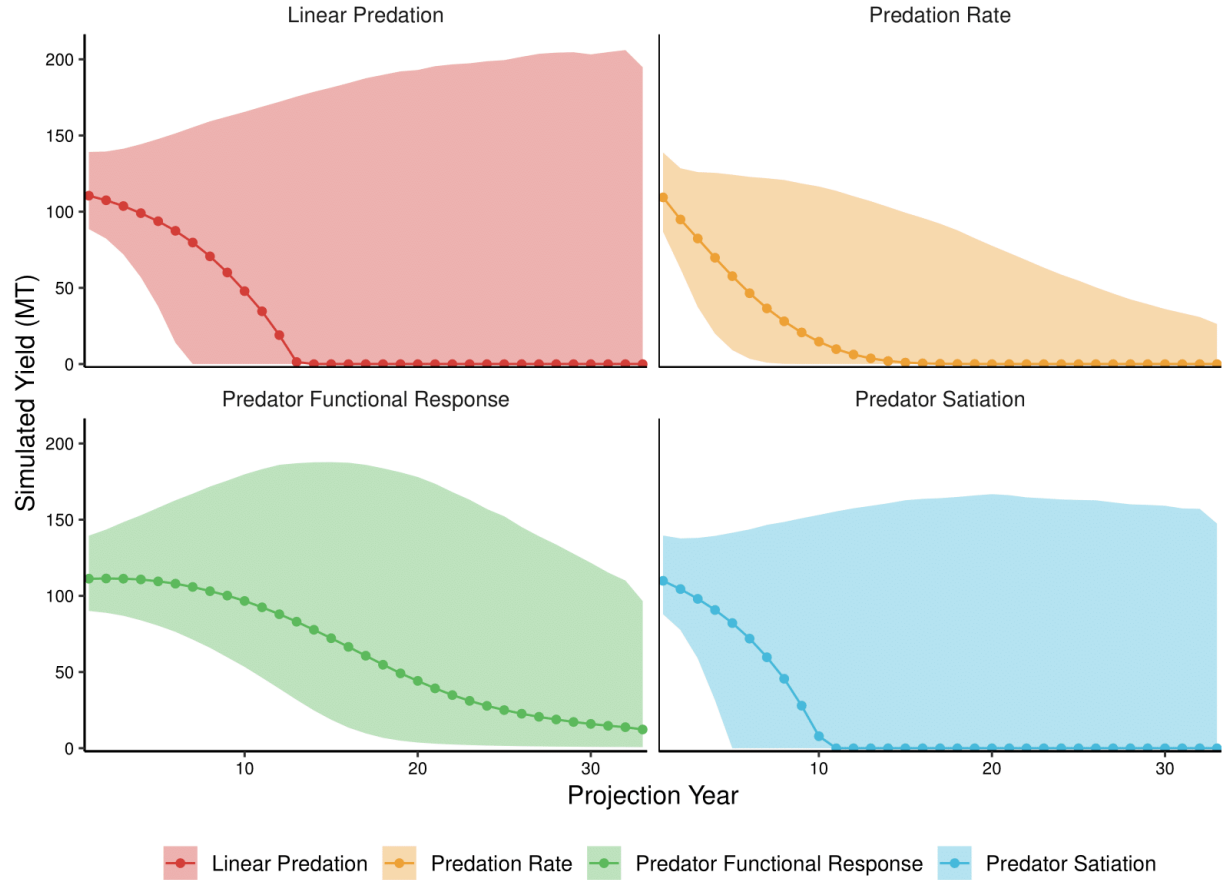 Linear Predation
Predation Rate
200
150
100
50
0
Predator Functional Response
Predator Satiation
200
150
100
50
0
10
20
30
10
20
30
Simulated Yield (MT)
Projection Year
Linear Predation
Predation Rate
Predator Functional Response
Predator Satiation